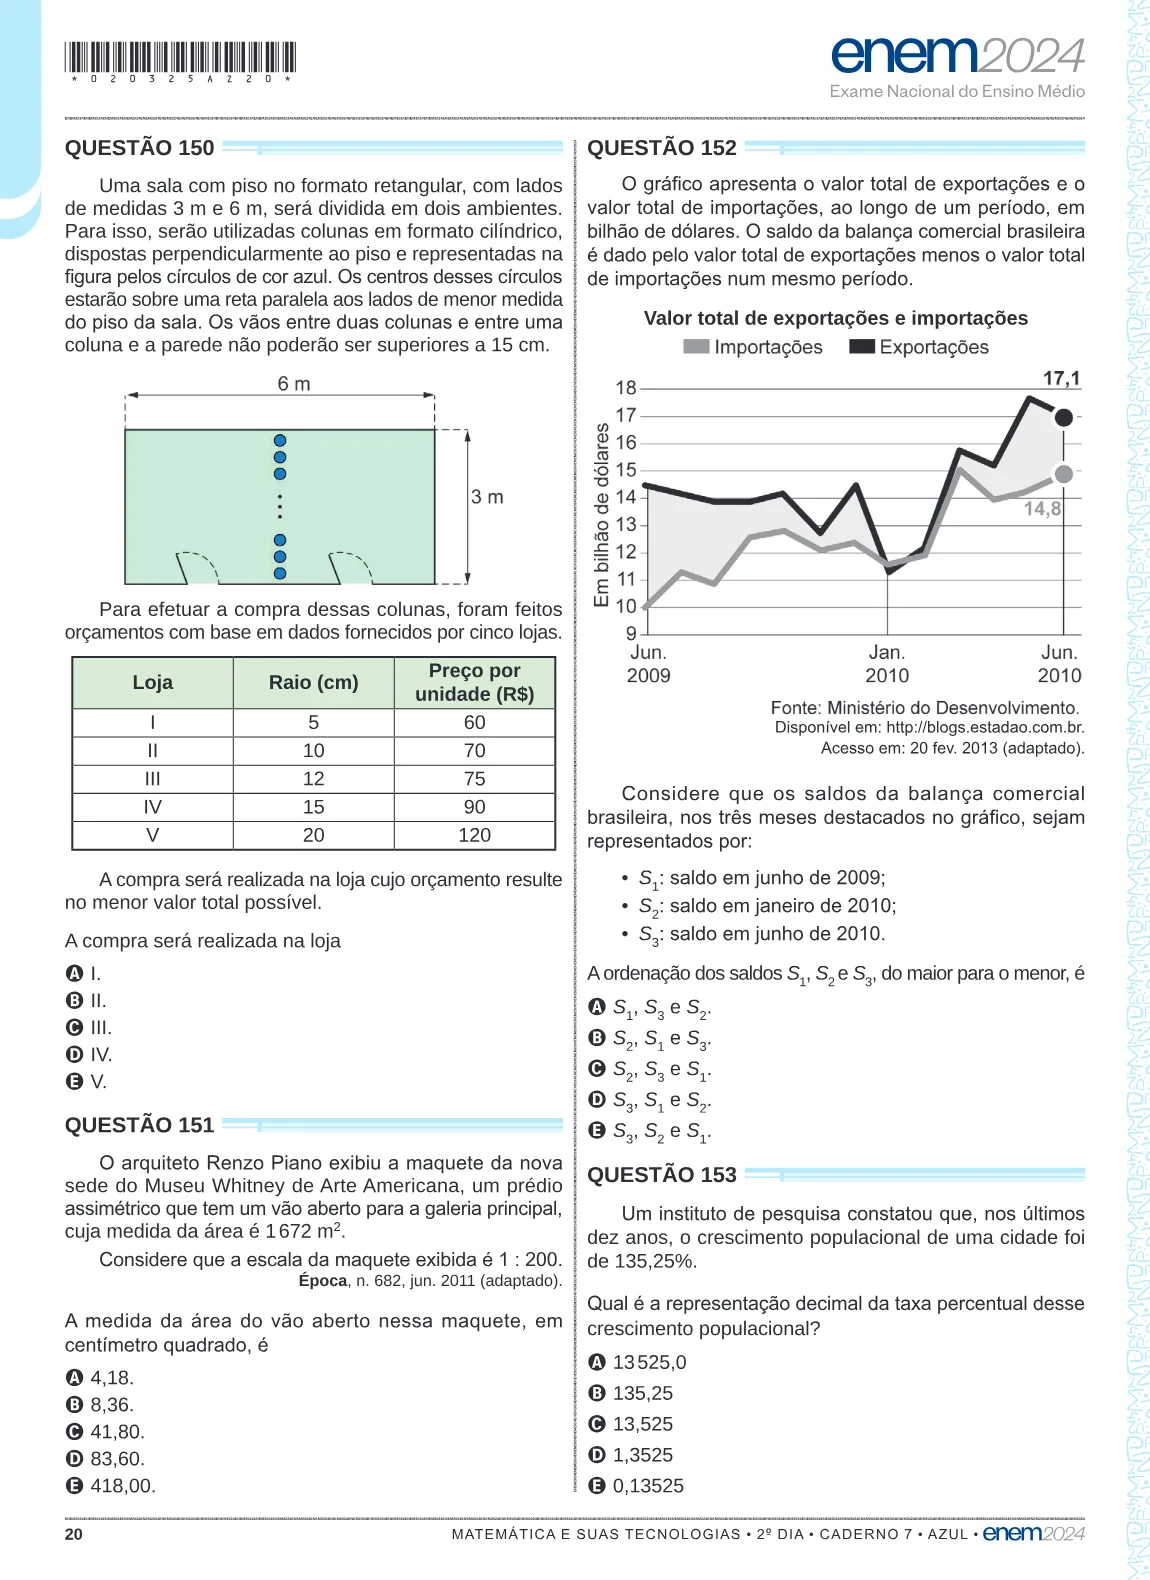 *020325AZ20*
enem2024
Exame Nacional do Ensino Médio
QUESTÃO 150
Uma sala com piso no formato retangular, com lados
de medidas 3 m e 6 m, será dividida em dois ambientes.
Para isso, serão utilizadas colunas em formato cilíndrico,
dispostas perpendicularmente ao piso e representadas na
figura pelos círculos de cor azul. Os centros desses círculos
estarão sobre uma reta paralela aos lados de menor medida
do piso da sala. Os vãos entre duas colunas e entre uma
coluna e a parede não poderão ser superiores a 15 cm.
6 m
3 m
Para efetuar a compra dessas colunas, foram feitos
orçamentos com base em dados fornecidos por cinco lojas.
Loja Raio (cm) Preço por
unidade (R$)
I 5 60
II 10 70
III 12 75
IV 15 90
V 20 120
A compra será realizada na loja cujo orçamento resulte
no menor valor total possível.
A compra será realizada na loja
A I.
B II.
C III.
D IV.
E V.
QUESTÃO 151
O arquiteto Renzo Piano exibiu a maquete da nova
sede do Museu Whitney de Arte Americana, um prédio
assimétrico que tem um vão aberto para a galeria principal,
cuja medida da área é 1 672 m².
Considere que a escala da maquete exibida é 1 : 200.
Época, n. 682, jun. 2011 (adaptado).
A medida da área do vão aberto nessa maquete, em
centímetro quadrado, é
A 4,18.
B 8,36.
C 41,80.
D 83,60.
E 418,00.
QUESTÃO 152
O gráfico apresenta o valor total de exportações e o
valor total de importações, ao longo de um período, em
bilhão de dólares. O saldo da balança comercial brasileira
é dado pelo valor total de exportações menos o valor total
de importações num mesmo período.
Valor total de exportações e importações
Importações Exportações
Em bilhão de dólares
17,1
18
17
16
15
14
14,8
13
12
11
10
9
Jun. Jan. Jun.
2009 2010 2010
Fonte: Ministério do Desenvolvimento.
Disponível em: http://blogs.estadao.com.br.
Acesso em: 20 fev. 2013 (adaptado).
Considere que os saldos da balança comercial
brasileira, nos três meses destacados no gráfico, sejam
representados por:
• S₁: saldo em junho de 2009;
• S₂: saldo em janeiro de 2010;
• S₃: saldo em junho de 2010.
A ordenação dos saldos S₁, S₂ e S₃, do maior para o menor, é
A S₁, S₃ e S₂.
B S₂, S₁ e S₃.
C S₂, S₃ e S₁.
D S₃, S₁ e S₂.
E S₃, S₂ e S₁.
QUESTÃO 153
Um instituto de pesquisa constatou que, nos últimos
dez anos, o crescimento populacional de uma cidade foi
de 135,25%.
Qual é a representação decimal da taxa percentual desse
crescimento populacional?
A 13 525,0
B 135,25
C 13,525
D 1,3525
E 0,13525
20
MATEMÁTICA E SUAS TECNOLOGIAS • 2º DIA • CADERNO 7 • AZUL • enem2024